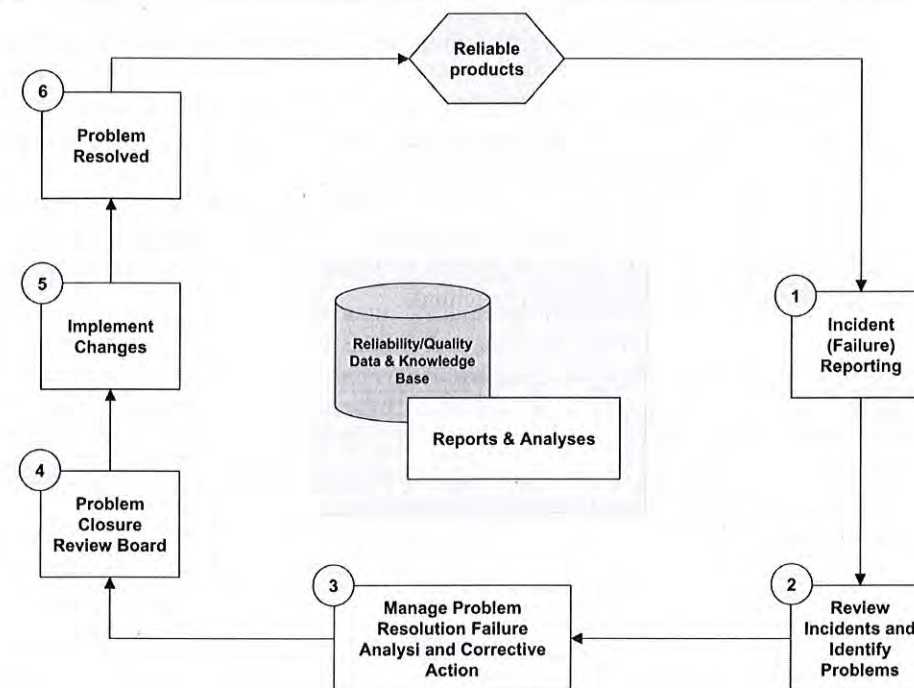 Reliable
products
6
Problem
Resolved
5
Implement
Changes
1
Incident
(Failure)
Reporting
Reliability/Quality
Data & Knowledge
Base
Reports & Analyses
4
Problem
Closure
Review Board
3
Manage Problem
Resolution Failure
Analysi and Corrective
Action
2
Review
Incidents and
Identify
Problems